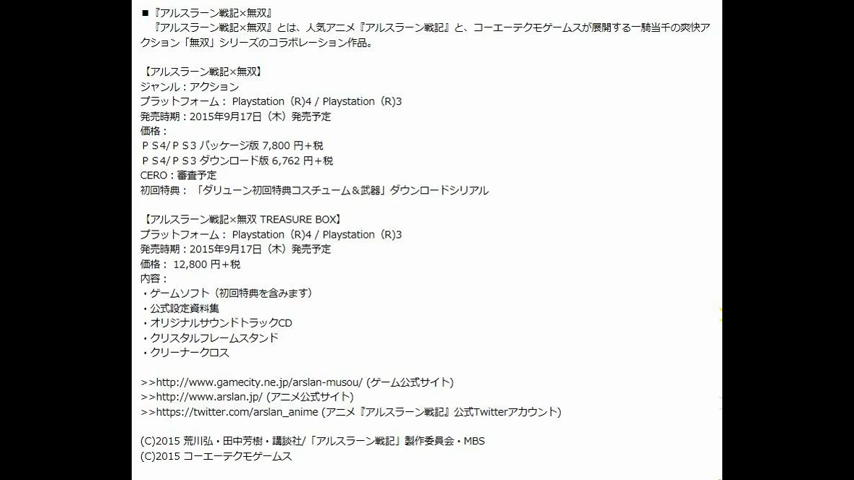 ■『アルスラーン戦記×無双』
『アルスラーン戦記×無双』とは、人気アニメ『アルスラーン戦記』と、コーエーテクモゲームスが展開する一騎当千の爽快ア
クション「無双」シリーズのコラボレーション作品。
【アルスラーン戦記×無双】
ジャンル：アクション
プラットフォーム： Playstation（R)4 / Playstation（R)3
発売時期：2015年9月17日（木）発売予定
価格：
ＰＳ4/ＰＳ３ パッケージ版 7,800 円＋税
ＰＳ4/ＰＳ３ ダウンロード版 6,762 円＋税
CERO：審査予定
初回特典： 「ダリューン初回特典コスチューム＆武器」ダウンロードシリアル
【アルスラーン戦記×無双 TREASURE BOX】
プラットフォーム： Playstation（R)4 / Playstation（R)3
発売時期：2015年9月17日（木）発売予定
価格： 12,800 円＋税
内容：
・ゲームソフト（初回特典を含みます）
・公式設定資料集
・オリジナルサウンドトラックCD
・クリスタルフレームスタンド
・クリーナークロス
>>http://www.gamecity.ne.jp/arslan-musou/ (ゲーム公式サイト)
>>http://www.arslan.jp/ (アニメ公式サイト)
>>https://twitter.com/arslan_anime (アニメ『アルスラーン戦記』公式Twitterアカウント)
(C)2015 荒川弘・田中芳樹・講談社/「アルスラーン戦記」製作委員会・MBS
(C)2015 コーエーテクモゲームス